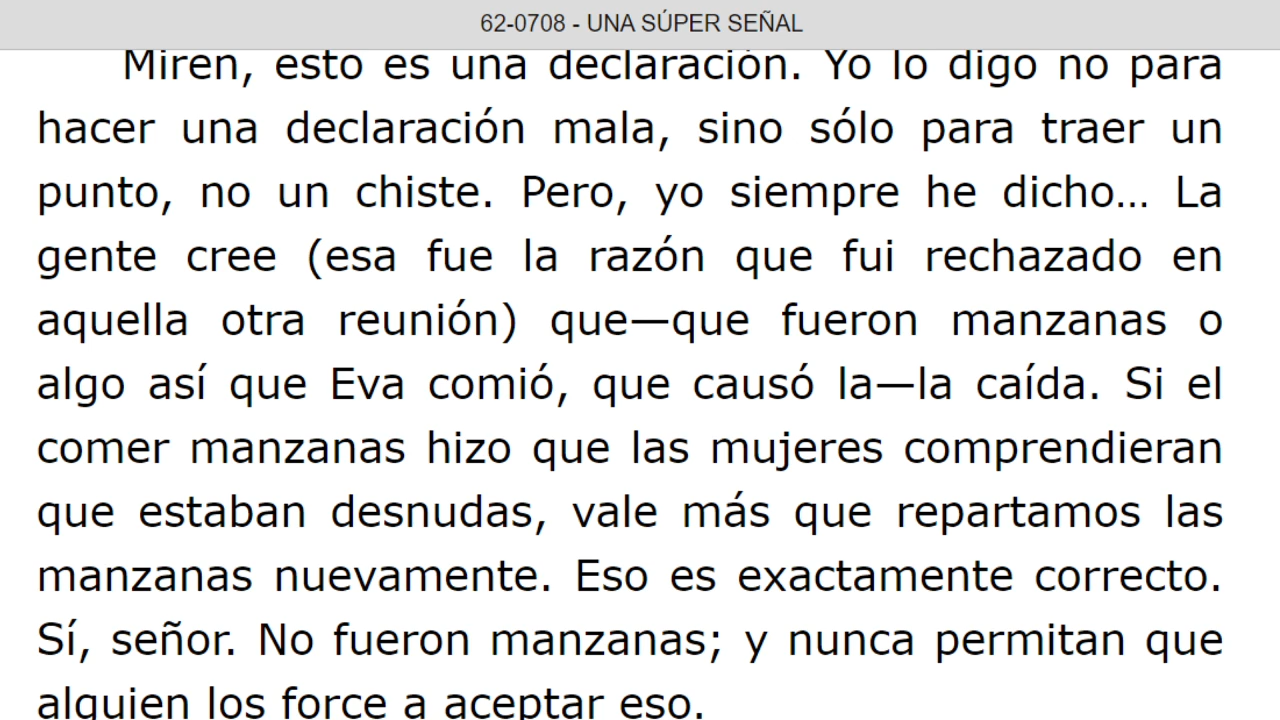 62-0708 - UNA SÚPER SEÑAL
Miren, esto es una declaración. Yo lo digo no para
hacer una declaración mala, sino sólo para traer un
punto, no un chiste. Pero, yo siempre he dicho… La
gente cree (esa fue la razón que fui rechazado en
aquella otra reunión) que—que fueron manzanas o
algo así que Eva comió, que causó la—la caída. Si el
comer manzanas hizo que las mujeres comprendieran
que estaban desnudas, vale más que repartamos las
manzanas nuevamente. Eso es exactamente correcto.
Sí, señor. No fueron manzanas; y nunca permitan que
alguien los force a aceptar eso.